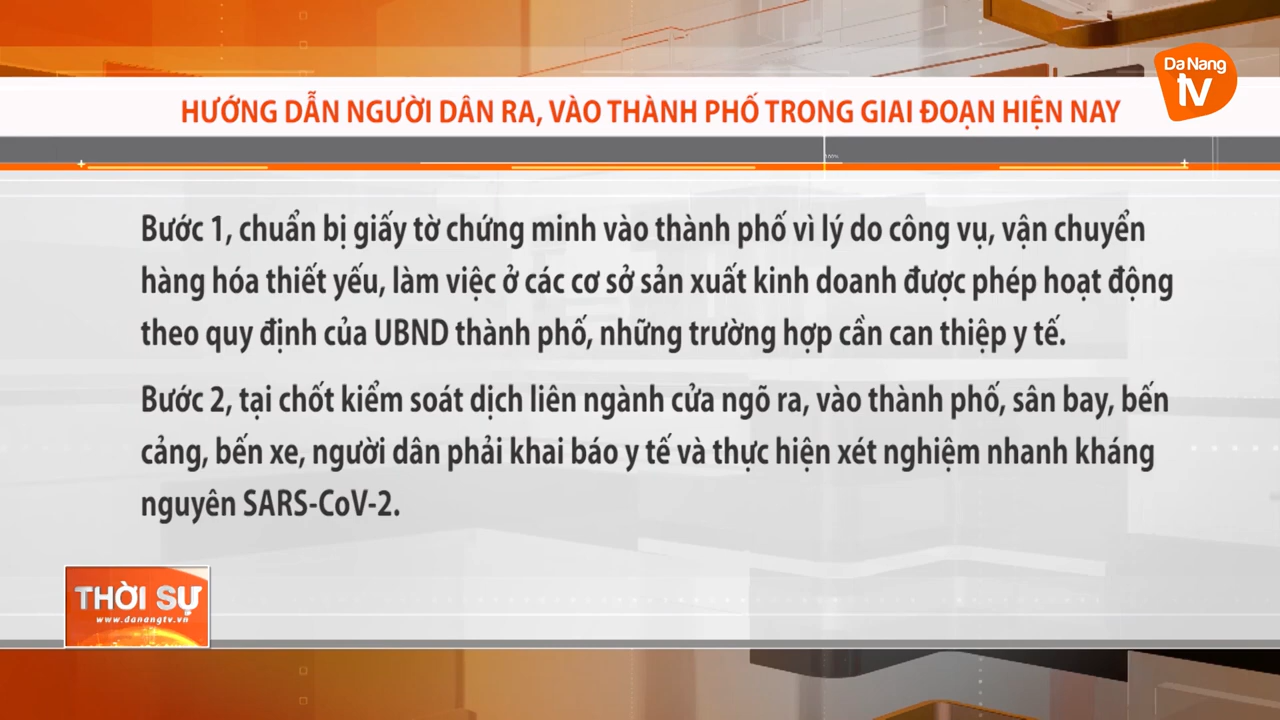 Da Nang
tv
HƯỚNG DẪN NGƯỜI DÂN RA, VÀO THÀNH PHỐ TRONG GIAI ĐOẠN HIỆN NAY
100%
Bước 1, chuẩn bị giấy tờ chứng minh vào thành phố vì lý do công vụ, vận chuyển
hàng hóa thiết yếu, làm việc ở các cơ sở sản xuất kinh doanh được phép hoạt động
theo quy định của UBND thành phố, những trường hợp cần can thiệp y tế.
Bước 2, tại chốt kiểm soát dịch liên ngành cửa ngõ ra, vào thành phố, sân bay, bến
cảng, bến xe, người dân phải khai báo y tế và thực hiện xét nghiệm nhanh kháng
nguyên SARS-CoV-2.
THỜI SỰ
www.danangtv.vn